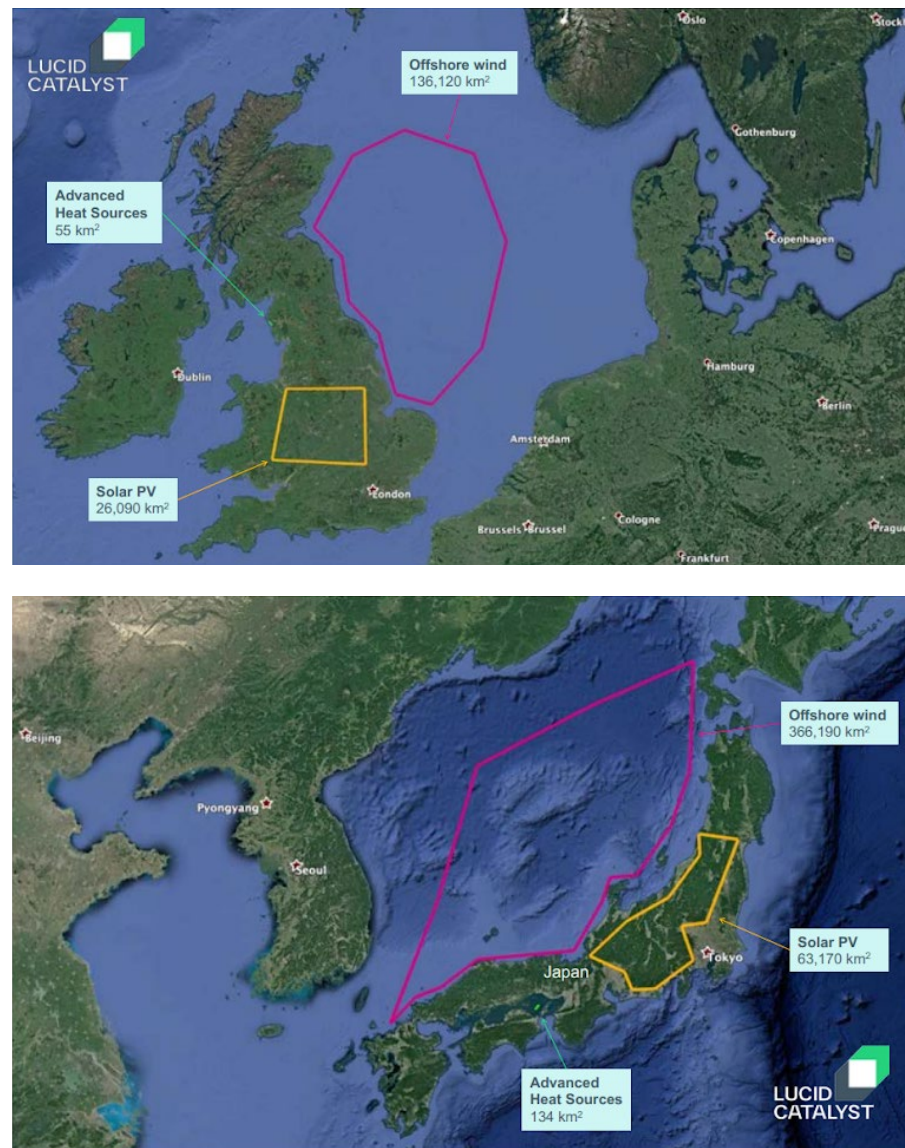 LUCID
CATALYST
Offshore wind
136,120 km²
Advanced
Heat Sources
55 km²
Solar PV
26,090 km²
Oslo
Stockh
Gothenburg
Copenhagen
Dublin
Hamburg
Berlin
Amsterdam
London
Brussels Brussel
Cologne
Prague
Frankfurt
Offshore wind
366,190 km²
Beijing
Pyongyang
Seoul
Solar PV
63,170 km²
Tokyo
Japan
Advanced
Heat Sources
134 km²
LUCID
CATALYST